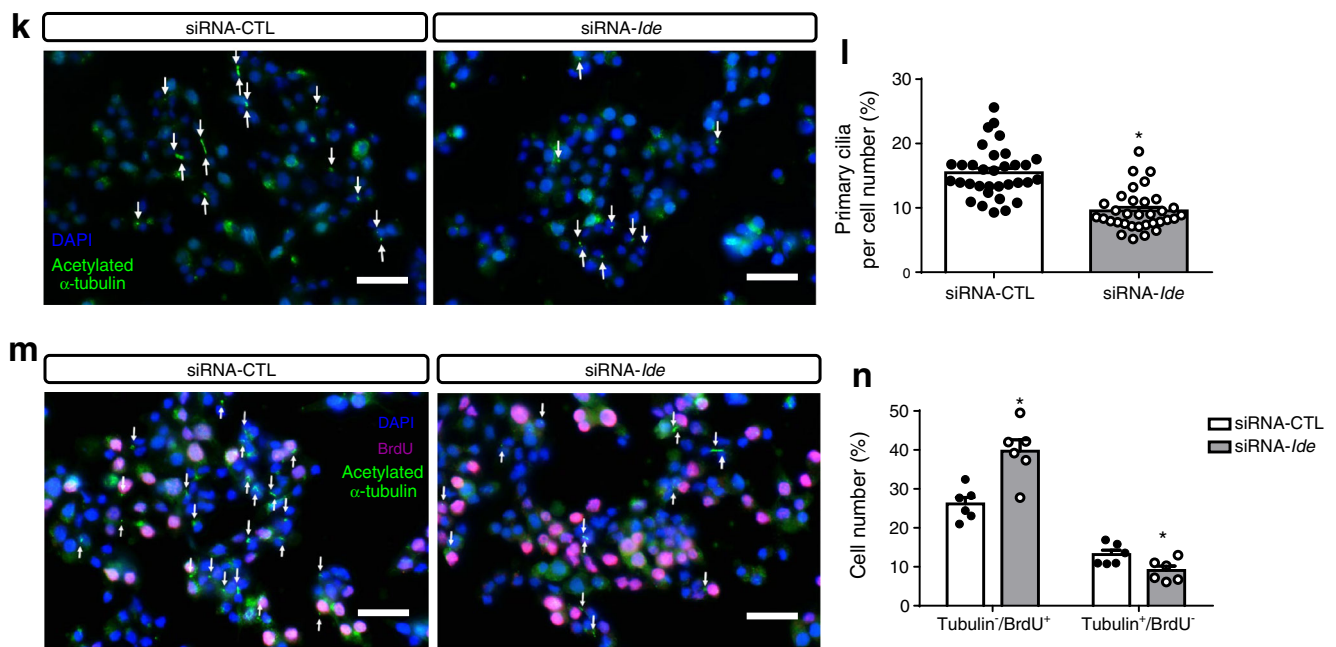 k
siRNA-CTL
siRNA-Ide
DAPI
Acetylated
α-tubulin
l
Primary cilia
per cell number (%)
30
20
10
0
*
siRNA-CTL
siRNA-Ide
m
siRNA-CTL
siRNA-Ide
DAPI
BrdU
Acetylated
α-tubulin
n
Cell number (%)
50
40
30
20
10
0
*
*
Tubulin⁻/BrdU⁺
Tubulin⁺/BrdU⁻
siRNA-CTL
siRNA-Ide